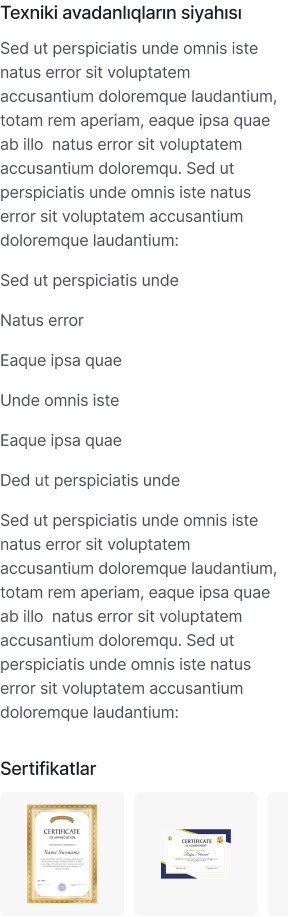 Texniki avadanlıqların siyahısı
Sed ut perspiciatis unde omnis iste
natus error sit voluptatem
accusantium doloremque laudantium,
totam rem aperiam, eaque ipsa quae
ab illo  natus error sit voluptatem
accusantium doloremqu. Sed ut
perspiciatis unde omnis iste natus
error sit voluptatem accusantium
doloremque laudantium:
Sed ut perspiciatis unde
Natus error
Eaque ipsa quae
Unde omnis iste
Eaque ipsa quae
Ded ut perspiciatis unde
Sed ut perspiciatis unde omnis iste
natus error sit voluptatem
accusantium doloremque laudantium,
totam rem aperiam, eaque ipsa quae
ab illo  natus error sit voluptatem
accusantium doloremqu. Sed ut
perspiciatis unde omnis iste natus
error sit voluptatem accusantium
doloremque laudantium:
Sertifikatlar
CERTIFICATE
OF APPRECIATION
Name Surname
CERTIFICATE